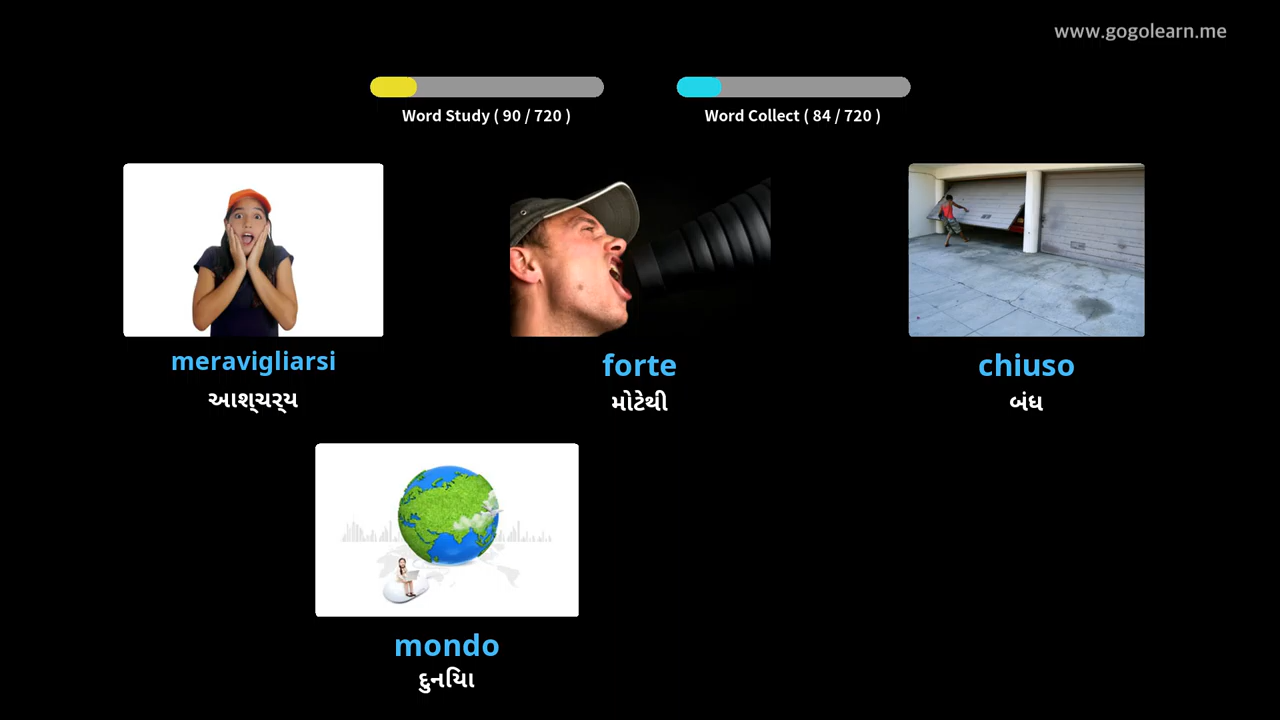 www.gogolearn.me
Word Study ( 90 / 720 )
Word Collect ( 84 / 720 )
meravigliarsi
આશ્ચર્ય
forte
મોટેથી
chiuso
બંધ
mondo
દુનિયા